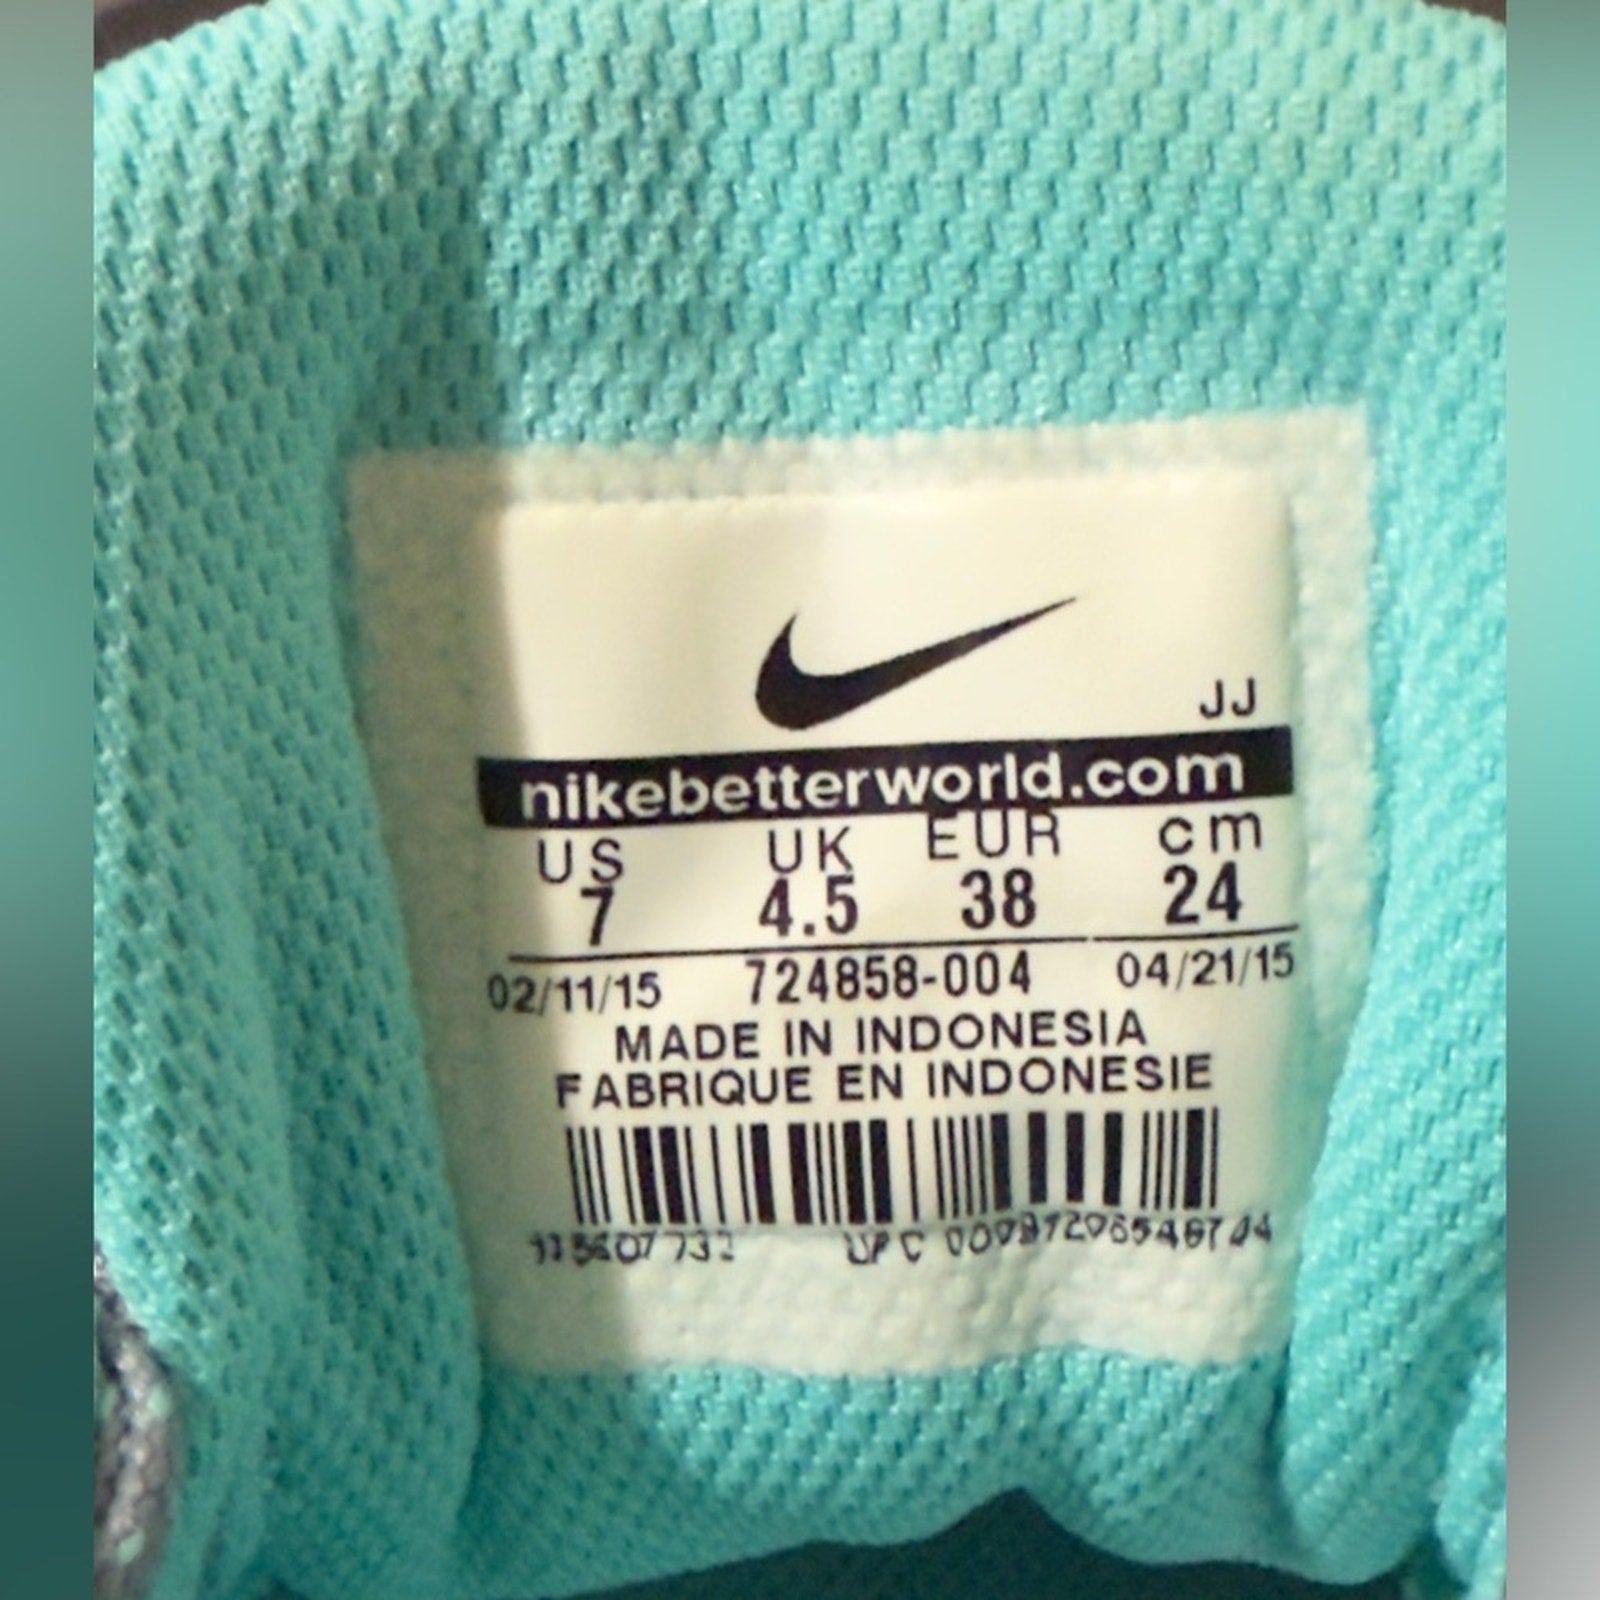 JJ
nikebetterworld.com
US UK EUR cm
7 4.5 38 24
02/11/15 724858-004 04/21/15
MADE IN INDONESIA
FABRIQUE EN INDONESIE
UPC